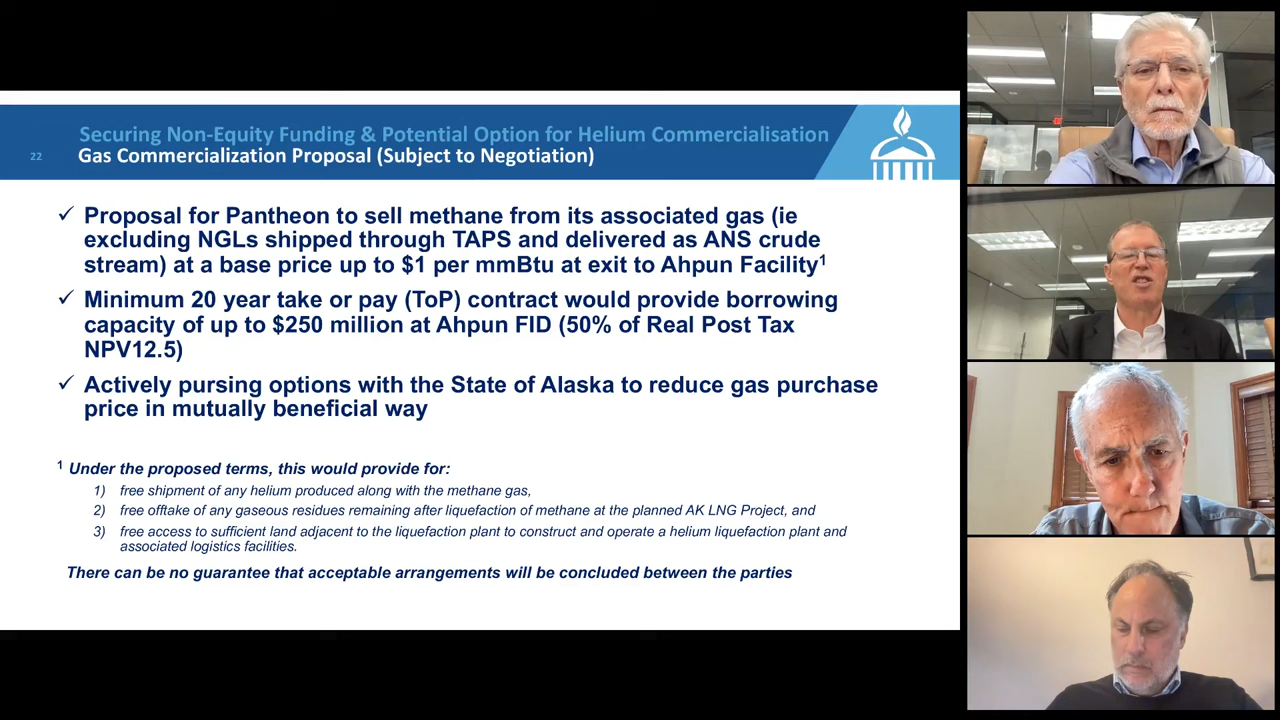 Securing Non-Equity Funding & Potential Option for Helium Commercialisation
22
Gas Commercialization Proposal (Subject to Negotiation)
✓ Proposal for Pantheon to sell methane from its associated gas (ie
excluding NGLs shipped through TAPS and delivered as ANS crude
stream) at a base price up to $1 per mmBtu at exit to Ahpun Facility¹
✓ Minimum 20 year take or pay (ToP) contract would provide borrowing
capacity of up to $250 million at Ahpun FID (50% of Real Post Tax
NPV12.5)
✓ Actively pursing options with the State of Alaska to reduce gas purchase
price in mutually beneficial way
¹ Under the proposed terms, this would provide for:
1) free shipment of any helium produced along with the methane gas,
2) free offtake of any gaseous residues remaining after liquefaction of methane at the planned AK LNG Project, and
3) free access to sufficient land adjacent to the liquefaction plant to construct and operate a helium liquefaction plant and
associated logistics facilities.
There can be no guarantee that acceptable arrangements will be concluded between the parties